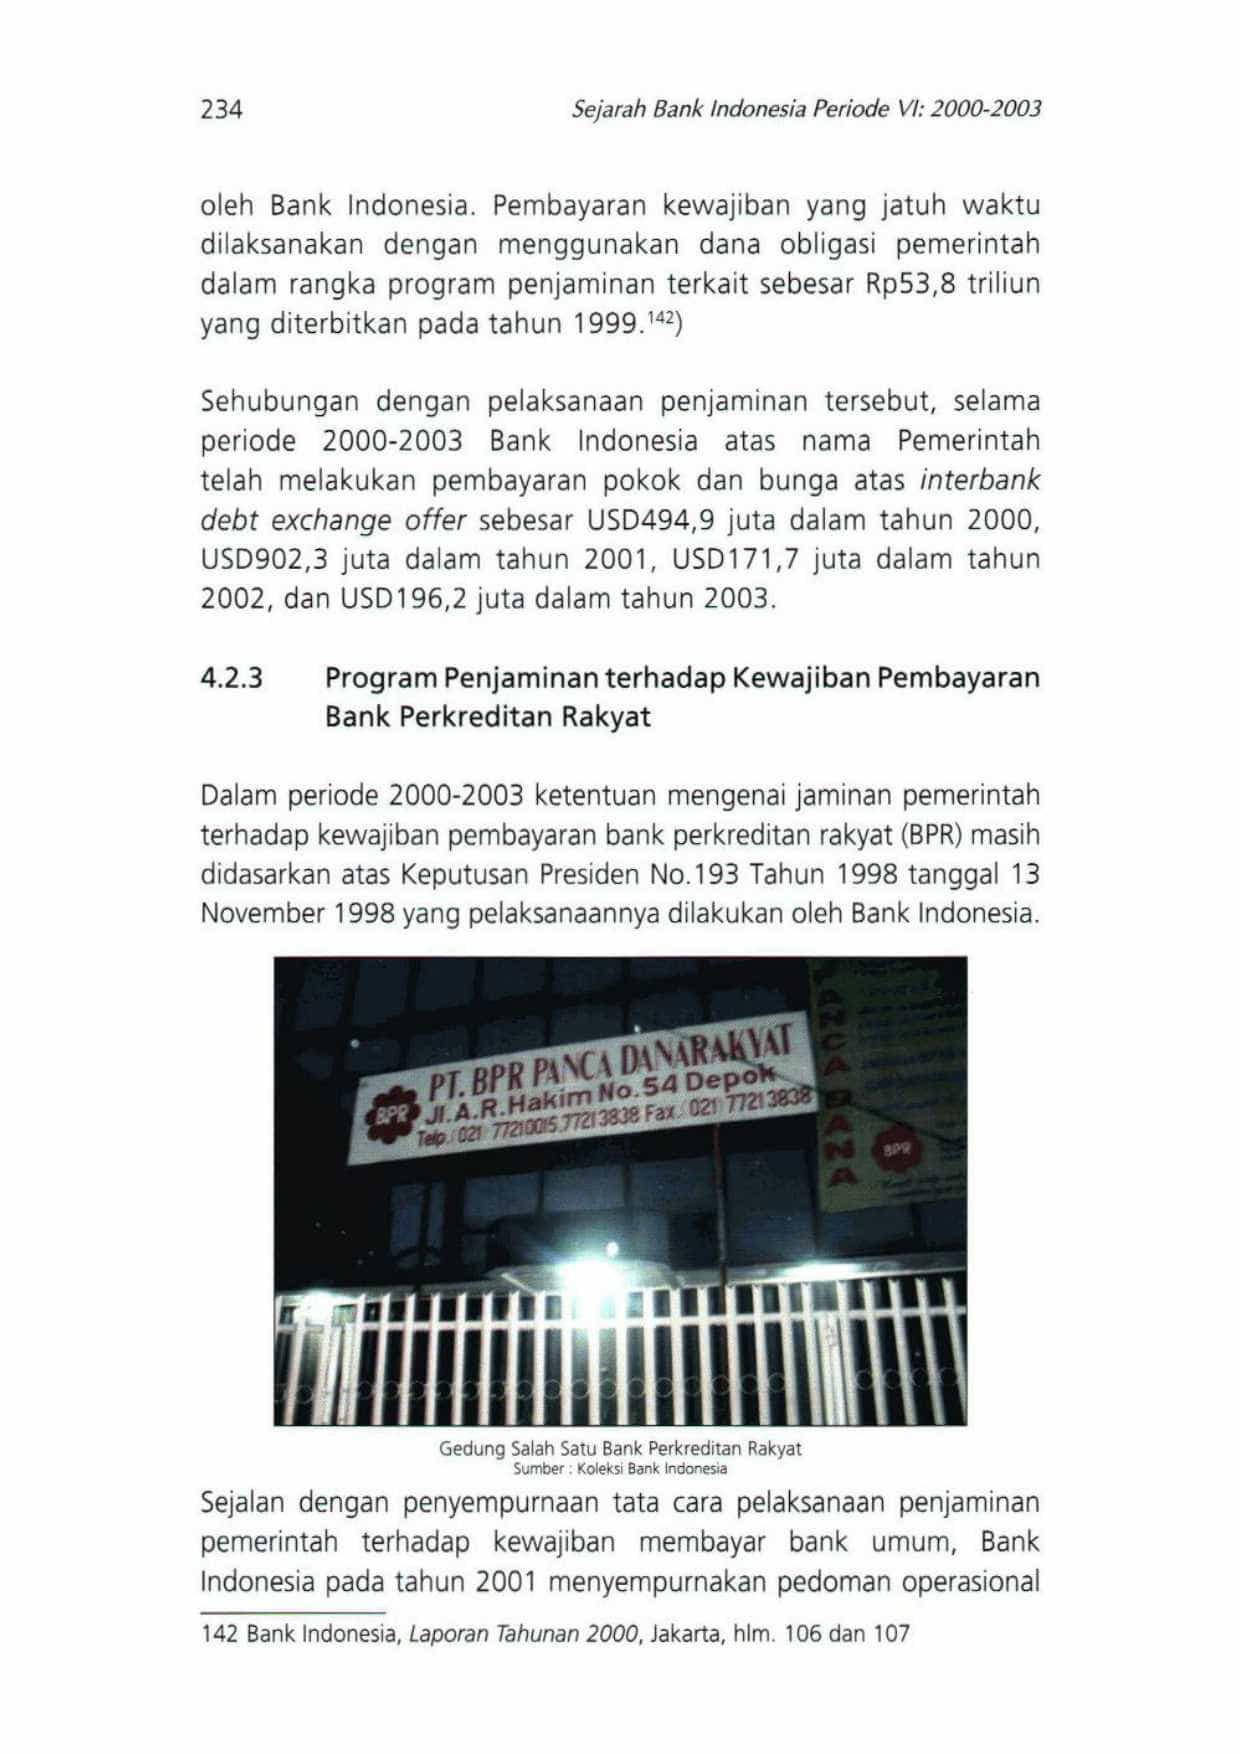 234 Sejarah Bank Indonesia Periode VI: 2000-2003
oleh Bank Indonesia. Pembayaran kewajiban yang jatuh waktu
dilaksanakan dengan menggunakan dana obligasi pemerintah
dalam rangka program penjaminan terkait sebesar Rp53,8 triliun
yang diterbitkan pada tahun 1999.¹⁴²)
Sehubungan dengan pelaksanaan penjaminan tersebut, selama
periode 2000-2003 Bank Indonesia atas nama Pemerintah
telah melakukan pembayaran pokok dan bunga atas interbank
debt exchange offer sebesar USD494,9 juta dalam tahun 2000,
USD902,3 juta dalam tahun 2001, USD171,7 juta dalam tahun
2002, dan USD196,2 juta dalam tahun 2003.
4.2.3 Program Penjaminan terhadap Kewajiban Pembayaran
Bank Perkreditan Rakyat
Dalam periode 2000-2003 ketentuan mengenai jaminan pemerintah
terhadap kewajiban pembayaran bank perkreditan rakyat (BPR) masih
didasarkan atas Keputusan Presiden No.193 Tahun 1998 tanggal 13
November 1998 yang pelaksanaannya dilakukan oleh Bank Indonesia.
PT. BPR PANCA DANARAKYAT
BPR Jl. A.R.Hakim No.54 Depok
Telp. (021) 77210015, 77213838 Fax. (021) 77213838
ANCA DANA
BPR
Gedung Salah Satu Bank Perkreditan Rakyat
Sumber : Koleksi Bank Indonesia
Sejalan dengan penyempurnaan tata cara pelaksanaan penjaminan
pemerintah terhadap kewajiban membayar bank umum, Bank
Indonesia pada tahun 2001 menyempurnakan pedoman operasional
142 Bank Indonesia, Laporan Tahunan 2000, Jakarta, hlm. 106 dan 107